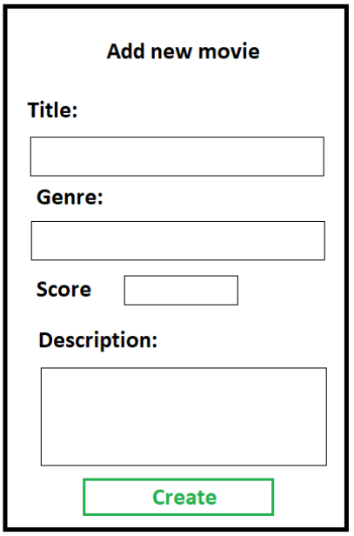 Add new movie
Title:
Genre:
Score
Description:
Create